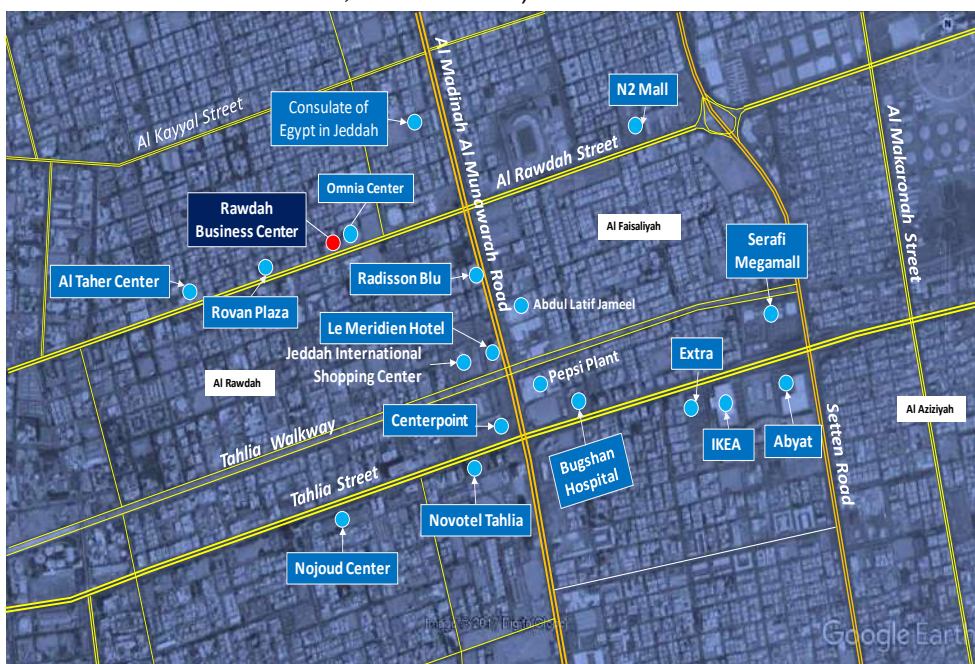 Al Kayyal Street
Consulate of
Egypt in Jeddah
Al Madinah Al Munawarah Road
N2 Mall
Al Rawdah Street
Al Makaronah Street
Omnia Center
Rawdah
Business Center
Al Faisaliyah
Serafi
Megamall
Al Taher Center
Rovan Plaza
Radisson Blu
Abdul Latif Jameel
Le Meridien Hotel
Jeddah International
Shopping Center
Pepsi Plant
Extra
Al Rawdah
Al Aziziyah
Centerpoint
Tahlia Walkway
IKEA
Abyat
Setten Road
Bugshan
Hospital
Tahlia Street
Novotel Tahlia
Nojoud Center
Google Eart